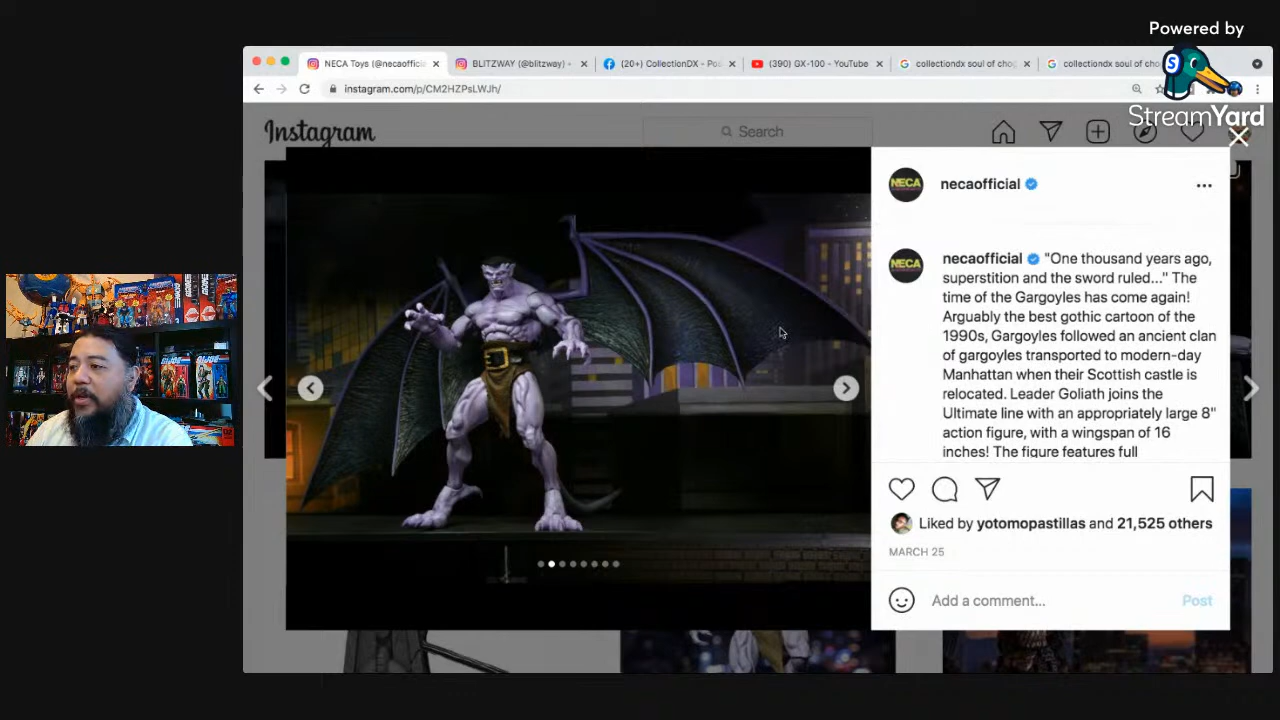 Powered by
StreamYard
NECA Toys (@necaofficia
BLITZWAY (@blitzway) •
(20+) CollectionDX - Pos
(390) GX-100 - YouTube
collectiondx soul of cho
collectiondx soul of cho
instagram.com/p/CM2HZPsLWJh/
Instagram
Search
NECA
necaofficial
NECA
necaofficial "One thousand years ago,
superstition and the sword ruled..." The
time of the Gargoyles has come again!
Arguably the best gothic cartoon of the
1990s, Gargoyles followed an ancient clan
of gargoyles transported to modern-day
Manhattan when their Scottish castle is
relocated. Leader Goliath joins the
Ultimate line with an appropriately large 8"
action figure, with a wingspan of 16
inches! The figure features full
Liked by yotomopastillas and 21,525 others
MARCH 25
Add a comment...
Post